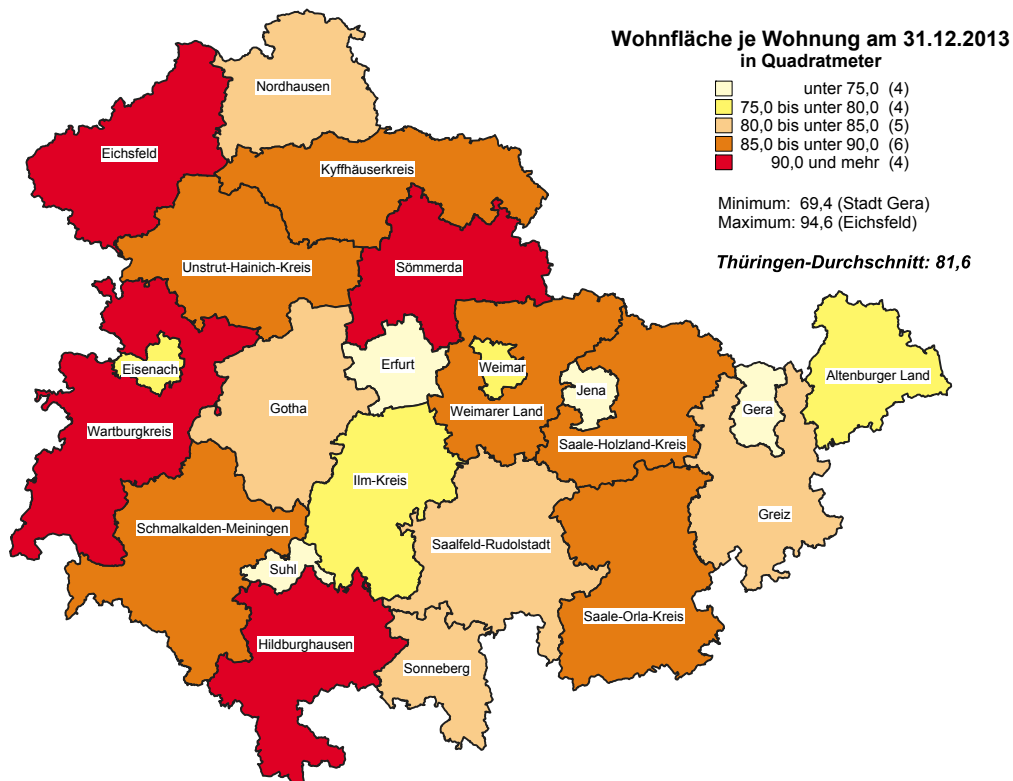 Wohnfläche je Wohnung am 31.12.2013
in Quadratmeter
unter 75,0 (4)
75,0 bis unter 80,0 (4)
80,0 bis unter 85,0 (5)
85,0 bis unter 90,0 (6)
90,0 und mehr (4)
Minimum: 69,4 (Stadt Gera)
Maximum: 94,6 (Eichsfeld)
Thüringen-Durchschnitt: 81,6
Nordhausen
Eichsfeld
Kyffhäuserkreis
Unstrut-Hainich-Kreis
Sömmerda
Eisenach
Erfurt
Weimar
Altenburger Land
Jena
Gotha
Weimarer Land
Gera
Wartburgkreis
Saale-Holzland-Kreis
Ilm-Kreis
Greiz
Schmalkalden-Meiningen
Saalfeld-Rudolstadt
Suhl
Saale-Orla-Kreis
Hildburghausen
Sonneberg